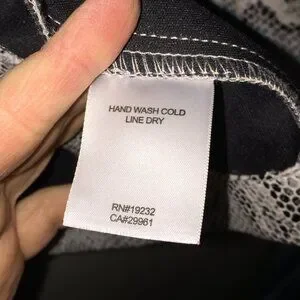 HAND WASH COLD
LINE DRY
RN#19232
CA#29961